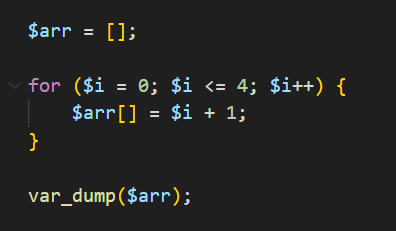 $arr = [];
for ($i = 0; $i <= 4; $i++) {
    $arr[] = $i + 1;
}
var_dump($arr);